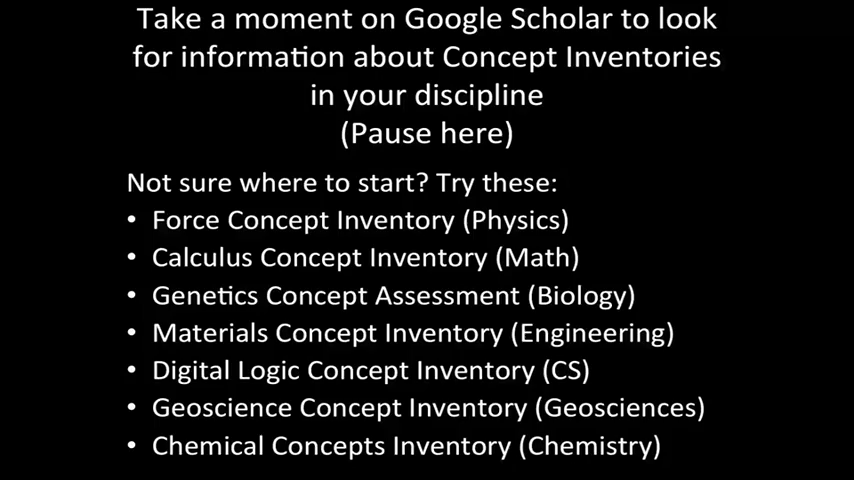 Take a moment on Google Scholar to look
for information about Concept Inventories
in your discipline
(Pause here)
Not sure where to start? Try these:
• Force Concept Inventory (Physics)
• Calculus Concept Inventory (Math)
• Genetics Concept Assessment (Biology)
• Materials Concept Inventory (Engineering)
• Digital Logic Concept Inventory (CS)
• Geoscience Concept Inventory (Geosciences)
• Chemical Concepts Inventory (Chemistry)